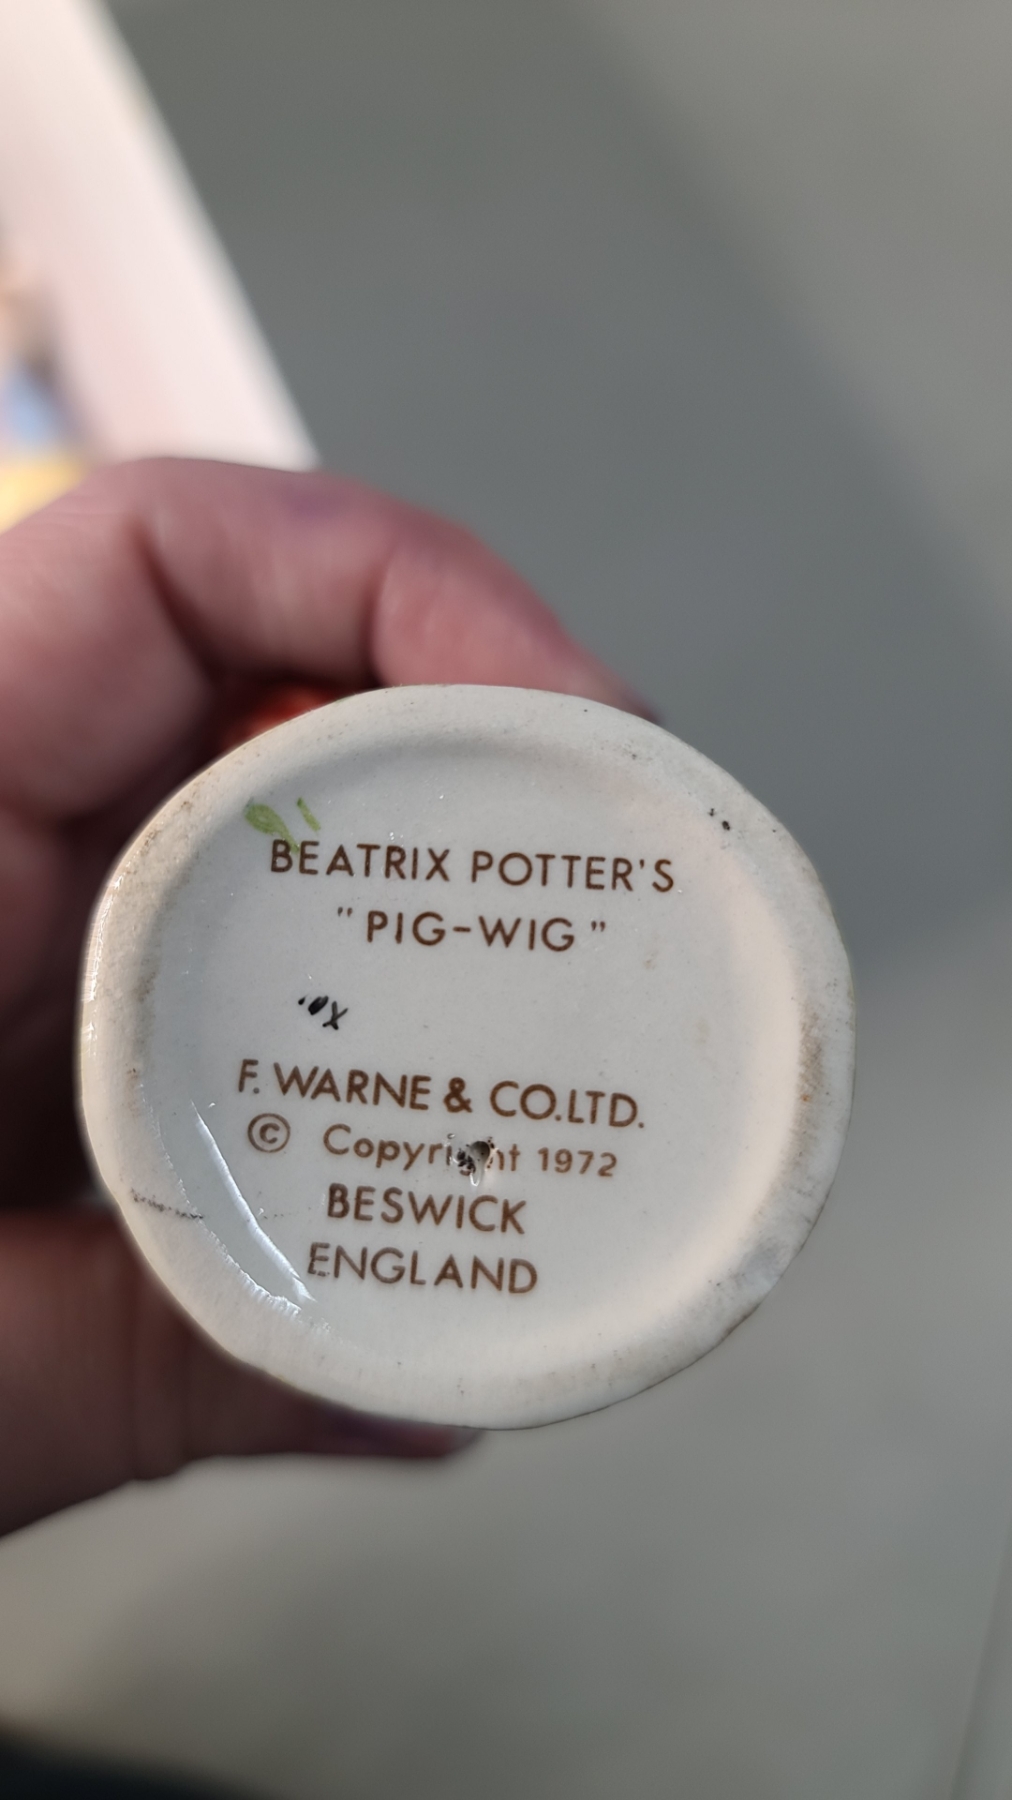 BEATRIX POTTER'S
"PIG-WIG"
F. WARNE & CO.LTD.
© Copyright 1972
BESWICK
ENGLAND